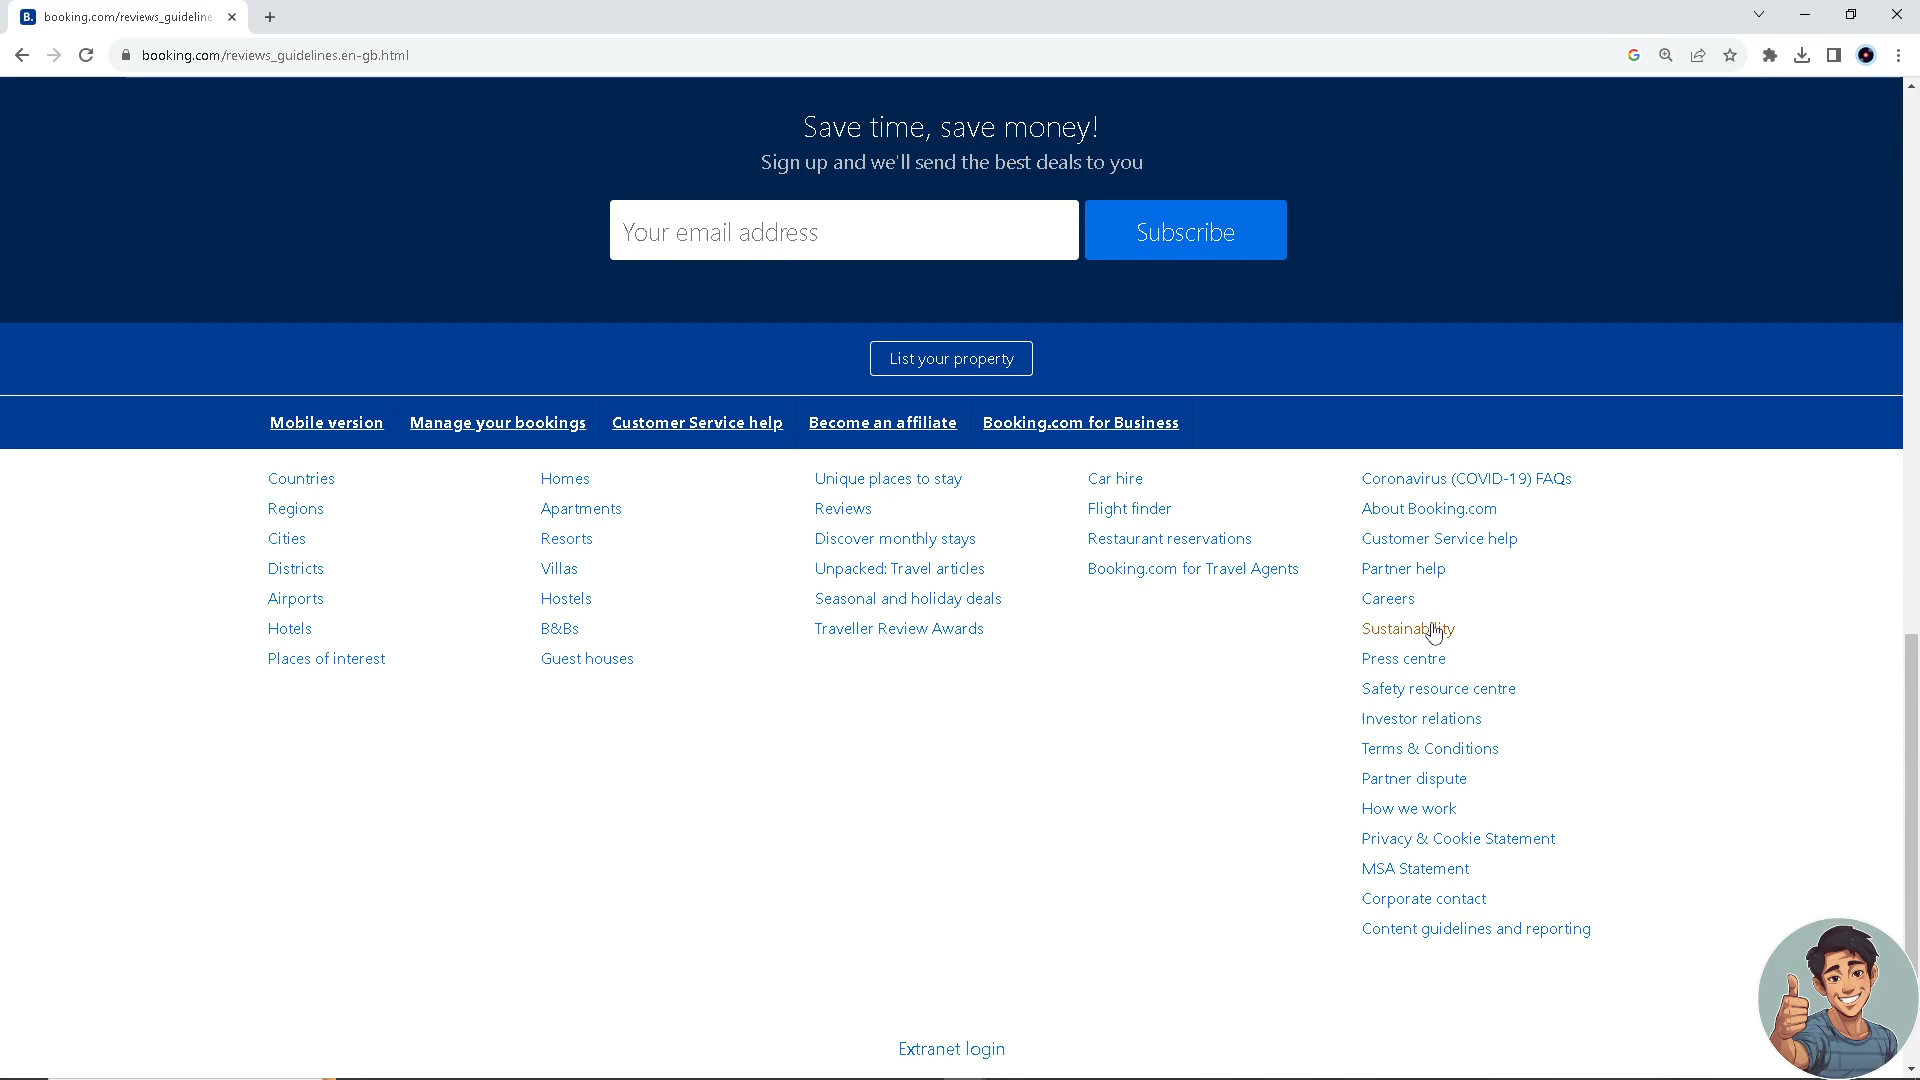 B. booking.com/reviews_guideline
booking.com/reviews_guidelines.en-gb.html
Save time, save money!
Sign up and we'll send the best deals to you
Your email address
Subscribe
List your property
Mobile version Manage your bookings Customer Service help Become an affiliate Booking.com for Business
Countries
Regions
Cities
Districts
Airports
Hotels
Places of interest
Homes
Apartments
Resorts
Villas
Hostels
B&Bs
Guest houses
Unique places to stay
Reviews
Discover monthly stays
Unpacked: Travel articles
Seasonal and holiday deals
Traveller Review Awards
Car hire
Flight finder
Restaurant reservations
Booking.com for Travel Agents
Coronavirus (COVID-19) FAQs
About Booking.com
Customer Service help
Partner help
Careers
Sustainability
Press centre
Safety resource centre
Investor relations
Terms & Conditions
Partner dispute
How we work
Privacy & Cookie Statement
MSA Statement
Corporate contact
Content guidelines and reporting
Extranet login